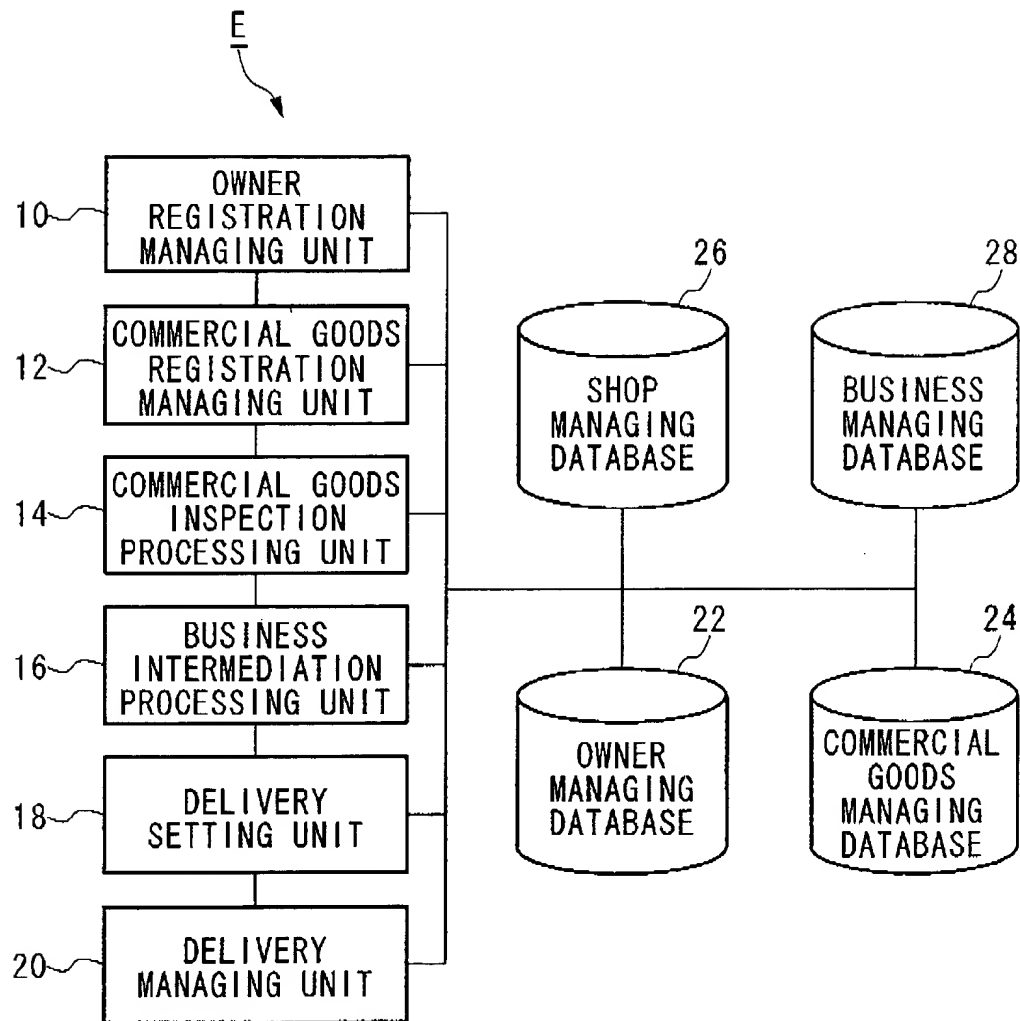 E
10
OWNER
REGISTRATION
MANAGING UNIT
12
COMMERCIAL GOODS
REGISTRATION
MANAGING UNIT
14
COMMERCIAL GOODS
INSPECTION
PROCESSING UNIT
16
BUSINESS
INTERMEDIATION
PROCESSING UNIT
18
DELIVERY
SETTING UNIT
20
DELIVERY
MANAGING UNIT
26
SHOP
MANAGING
DATABASE
28
BUSINESS
MANAGING
DATABASE
22
OWNER
MANAGING
DATABASE
24
COMMERCIAL
GOODS
MANAGING
DATABASE